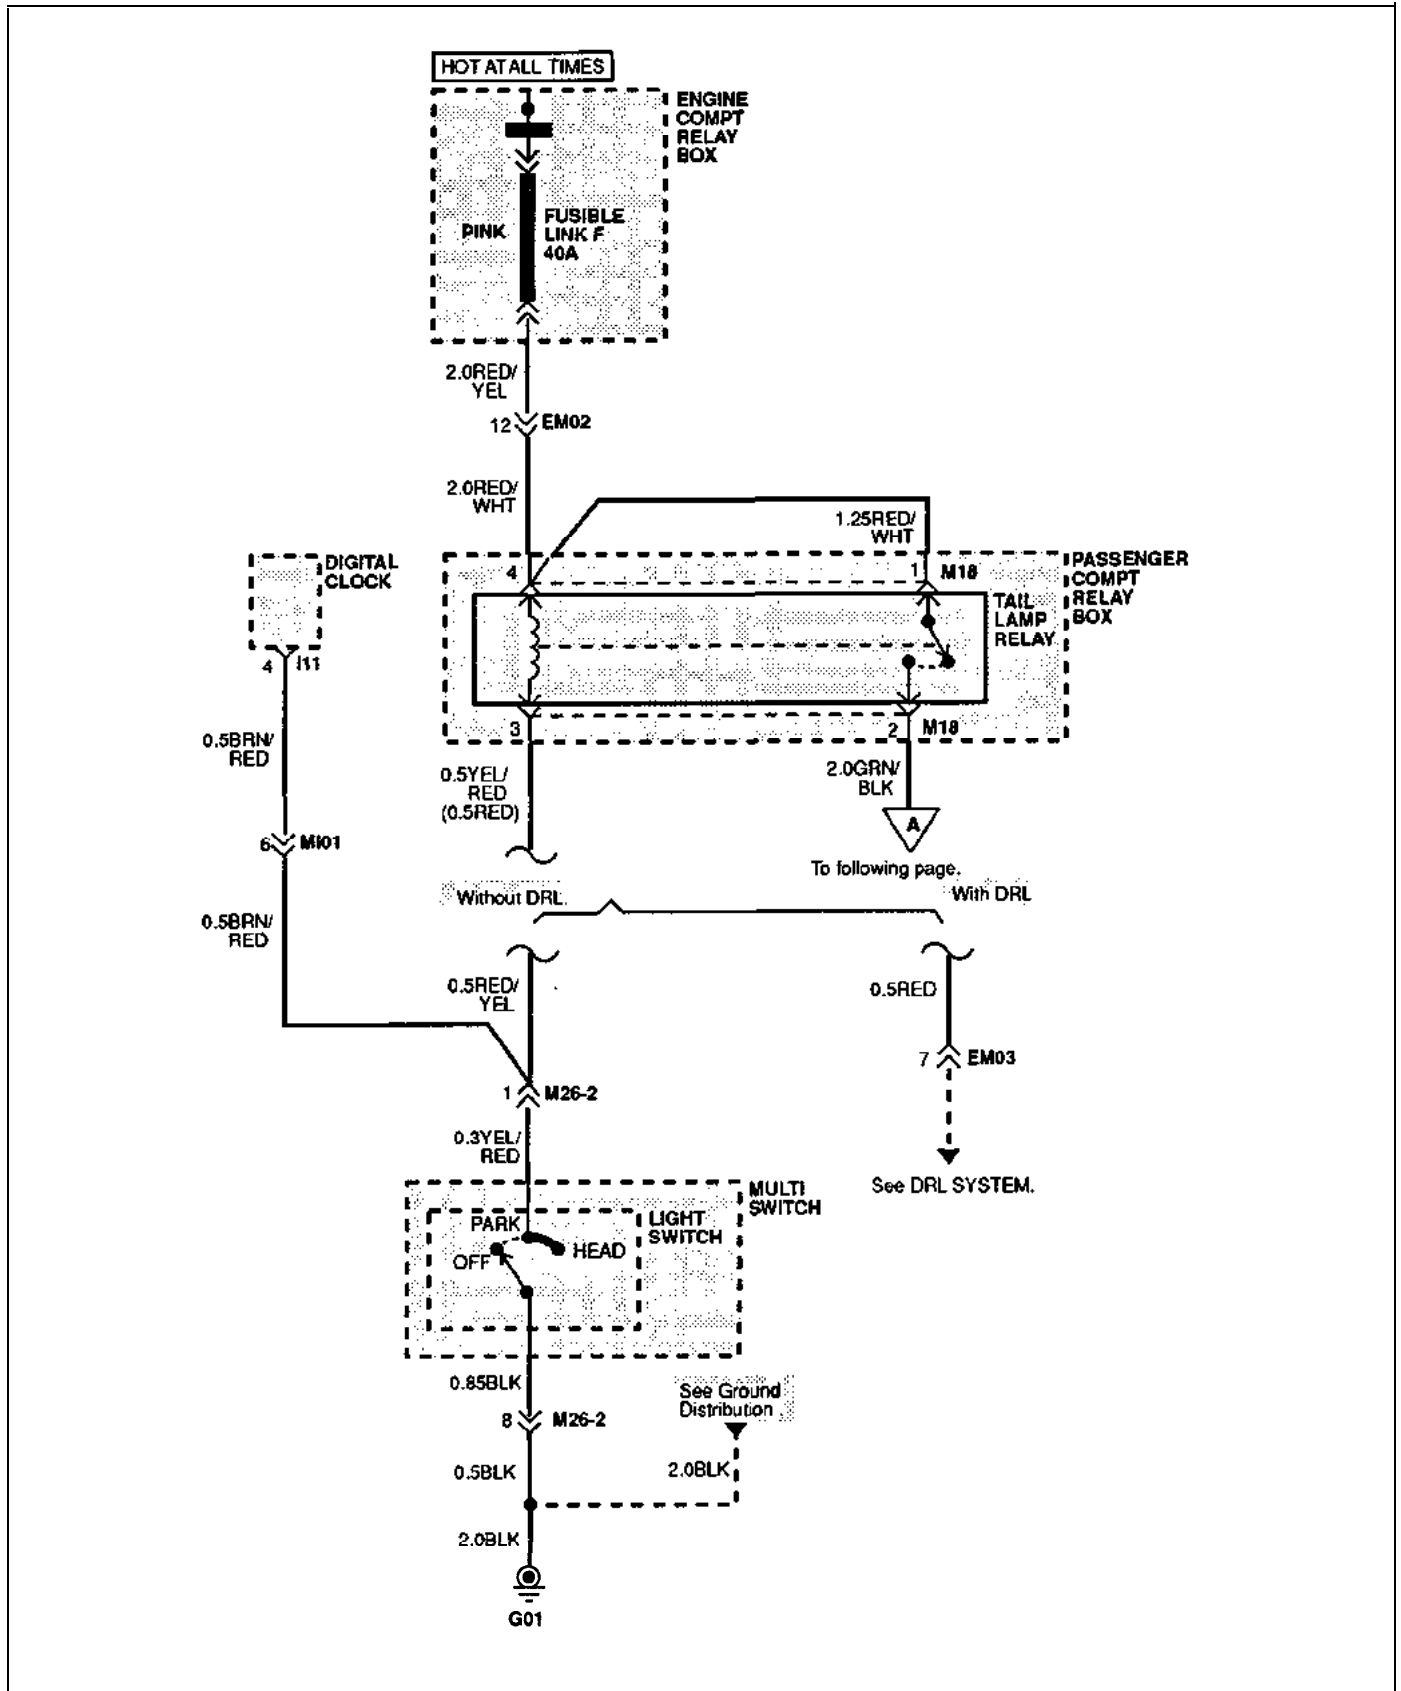 HOT AT ALL TIMES
ENGINE
COMPT
RELAY
BOX
PINK
FUSIBLE
LINK F
40A
2.0RED/
YEL
12
EM02
2.0RED/
WHT
1.25RED/
WHT
DIGITAL
CLOCK
4
1
M18
PASSENGER
COMPT
RELAY
BOX
TAIL
LAMP
RELAY
4
I11
3
2
M18
0.5BRN/
RED
0.5YEL/
RED
(0.5RED)
2.0GRN/
BLK
A
6
MI01
To following page.
Without DRL.
With DRL
0.5BRN/
RED
0.5RED/
YEL
0.5RED
7
EM03
1
M26-2
0.3YEL/
RED
See DRL SYSTEM.
MULTI
SWITCH
PARK
LIGHT
SWITCH
OFF
HEAD
0.85BLK
See Ground
Distribution
8
M26-2
0.5BLK
2.0BLK
2.0BLK
G01